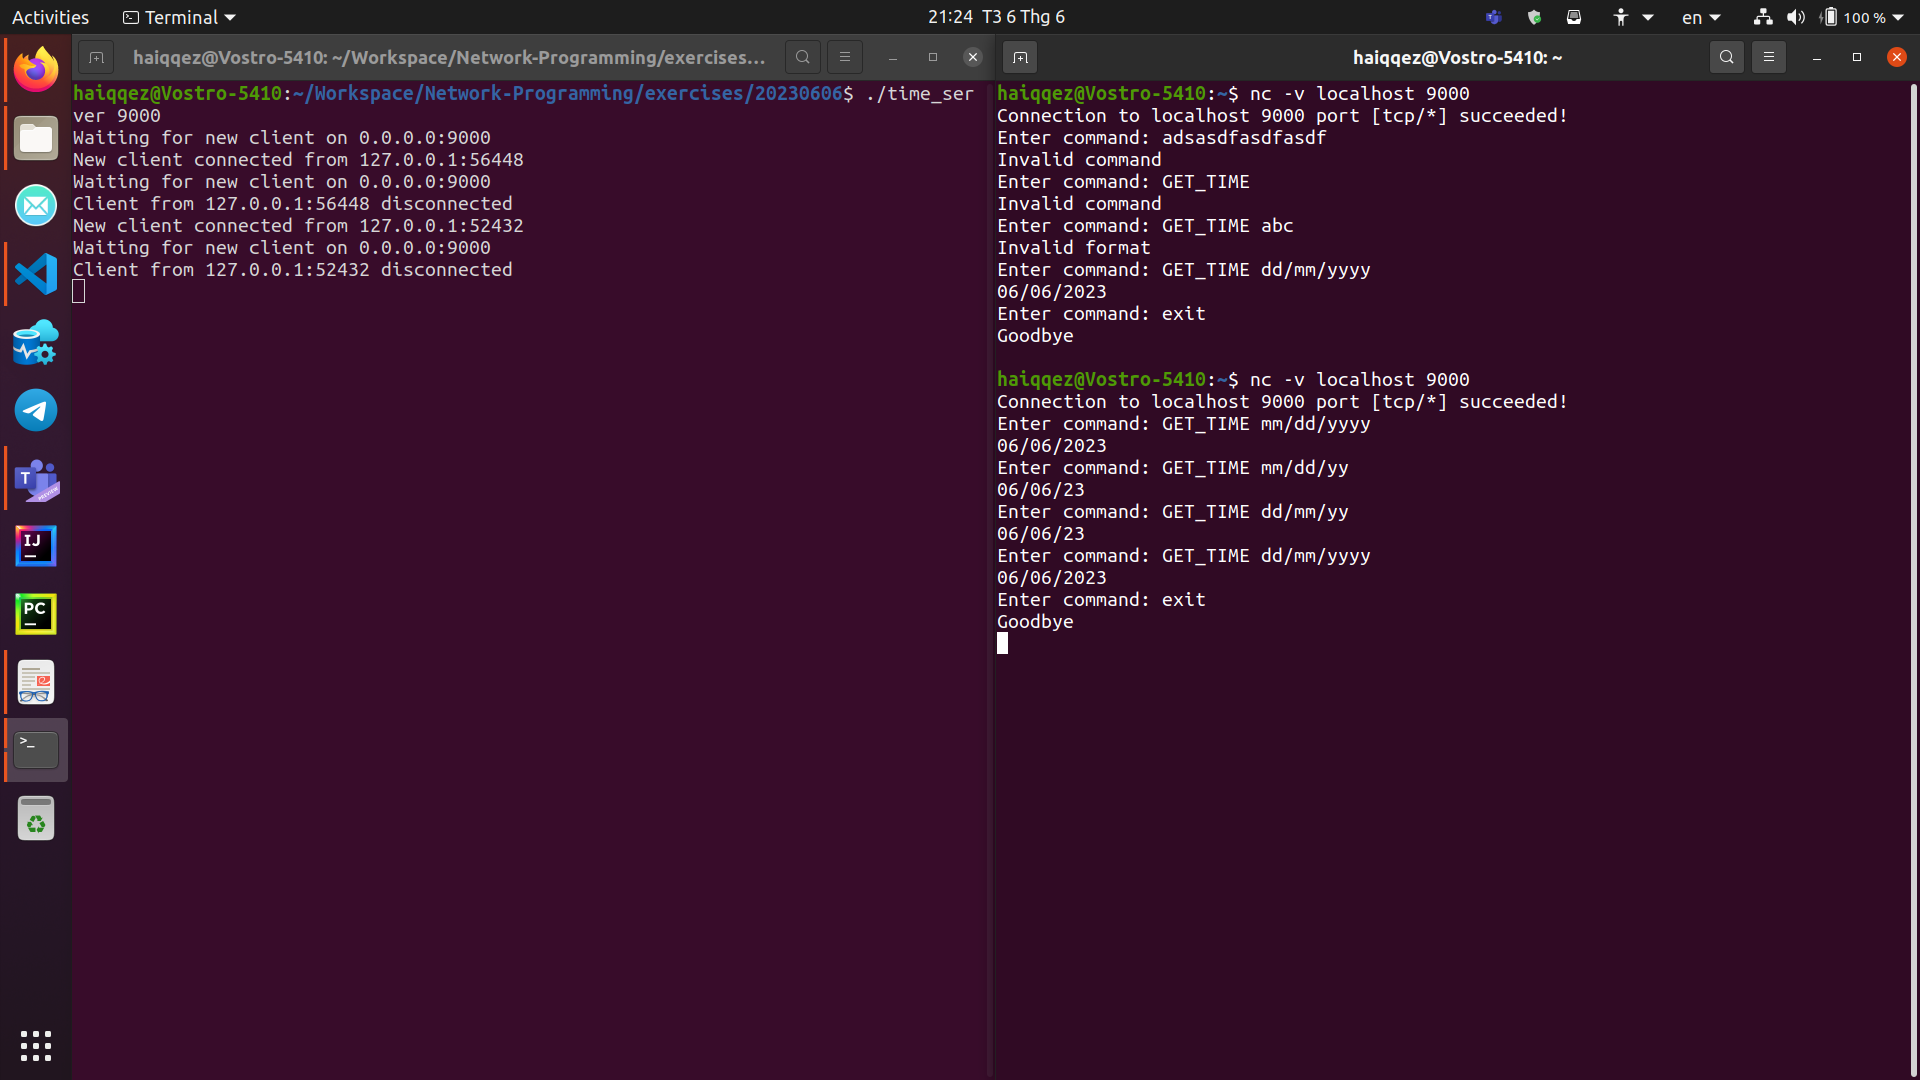 Activities
Terminal
21:24 T3 6 Thg 6
en
100 %
haiqqez@Vostro-5410: ~/Workspace/Network-Programming/exercises...
haiqqez@Vostro-5410:~/Workspace/Network-Programming/exercises/20230606$ ./time_ser
ver 9000
Waiting for new client on 0.0.0.0:9000
New client connected from 127.0.0.1:56448
Waiting for new client on 0.0.0.0:9000
Client from 127.0.0.1:56448 disconnected
New client connected from 127.0.0.1:52432
Waiting for new client on 0.0.0.0:9000
Client from 127.0.0.1:52432 disconnected
haiqqez@Vostro-5410: ~
haiqqez@Vostro-5410:~$ nc -v localhost 9000
Connection to localhost 9000 port [tcp/*] succeeded!
Enter command: adsasdfasdfasdf
Invalid command
Enter command: GET_TIME
Invalid command
Enter command: GET_TIME abc
Invalid format
Enter command: GET_TIME dd/mm/yyyy
06/06/2023
Enter command: exit
Goodbye
haiqqez@Vostro-5410:~$ nc -v localhost 9000
Connection to localhost 9000 port [tcp/*] succeeded!
Enter command: GET_TIME mm/dd/yyyy
06/06/2023
Enter command: GET_TIME mm/dd/yy
06/06/23
Enter command: GET_TIME dd/mm/yy
06/06/23
Enter command: GET_TIME dd/mm/yyyy
06/06/2023
Enter command: exit
Goodbye
T
IJ
PC
>_